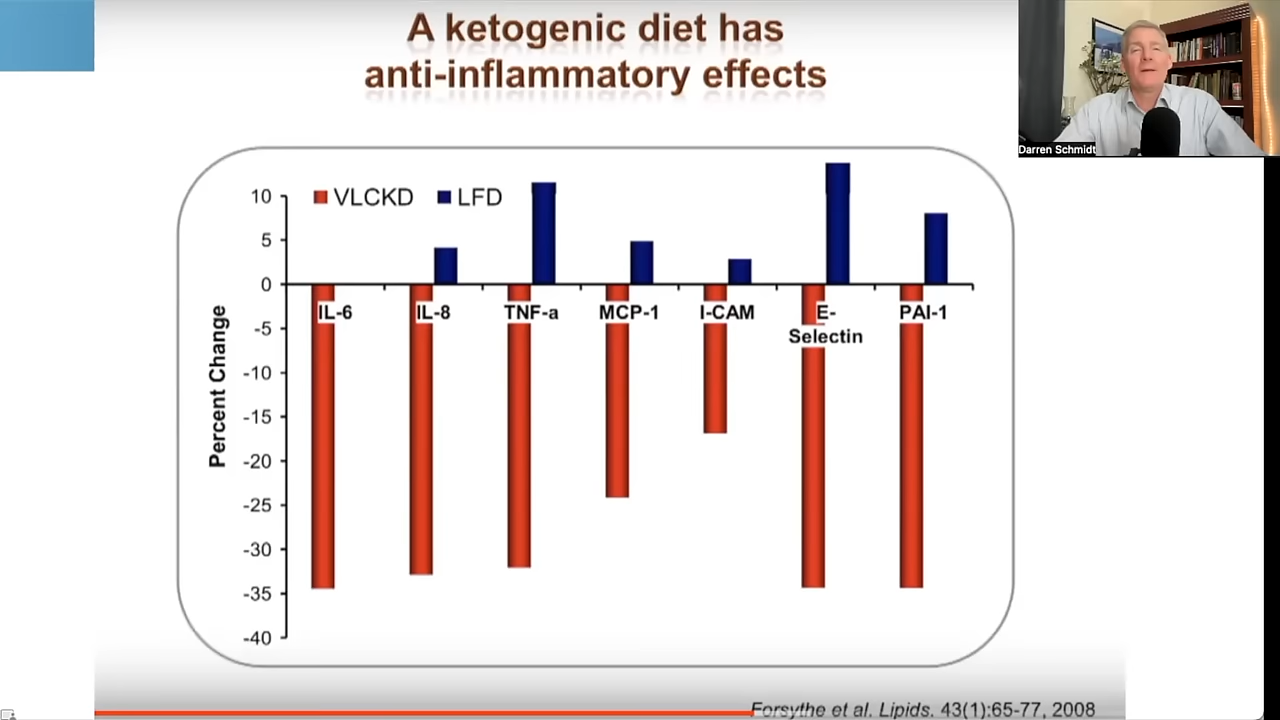 A ketogenic diet has
anti-inflammatory effects
Darren Schmidt
VLCKD
LFD
Percent Change
10
5
0
-5
-10
-15
-20
-25
-30
-35
-40
IL-6
IL-8
TNF-a
MCP-1
I-CAM
E-
Selectin
PAI-1
Forsythe et al. Lipids. 43(1):65-77, 2008